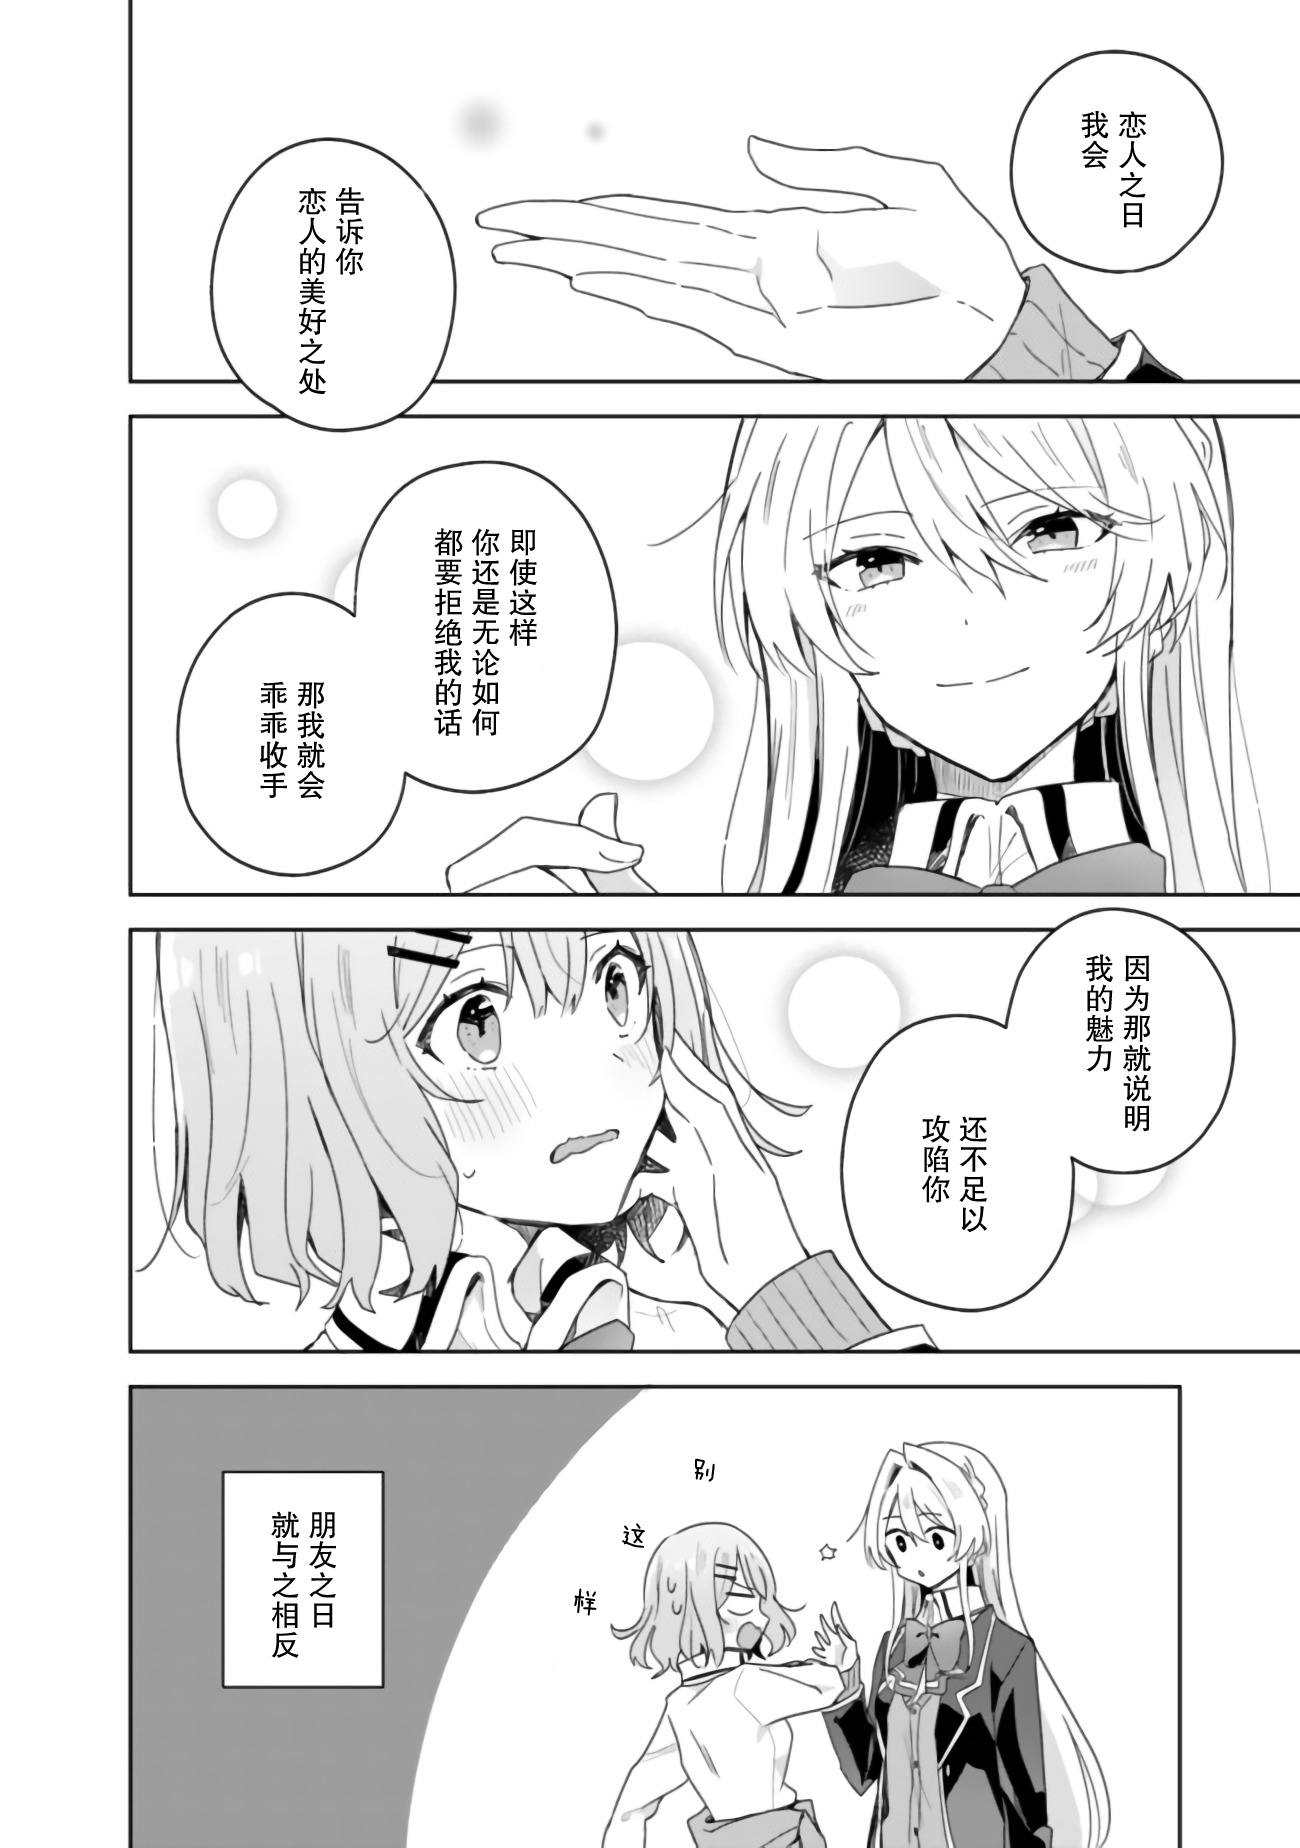 恋人之日
我会
告诉你
恋人的美好之处
即使这样
你还是无论如何
都要拒绝我的话
那我就会
乖乖收手
因为那就说明
我的魅力
还不足以
攻陷你
别
这
样
朋友之日
就与之相反